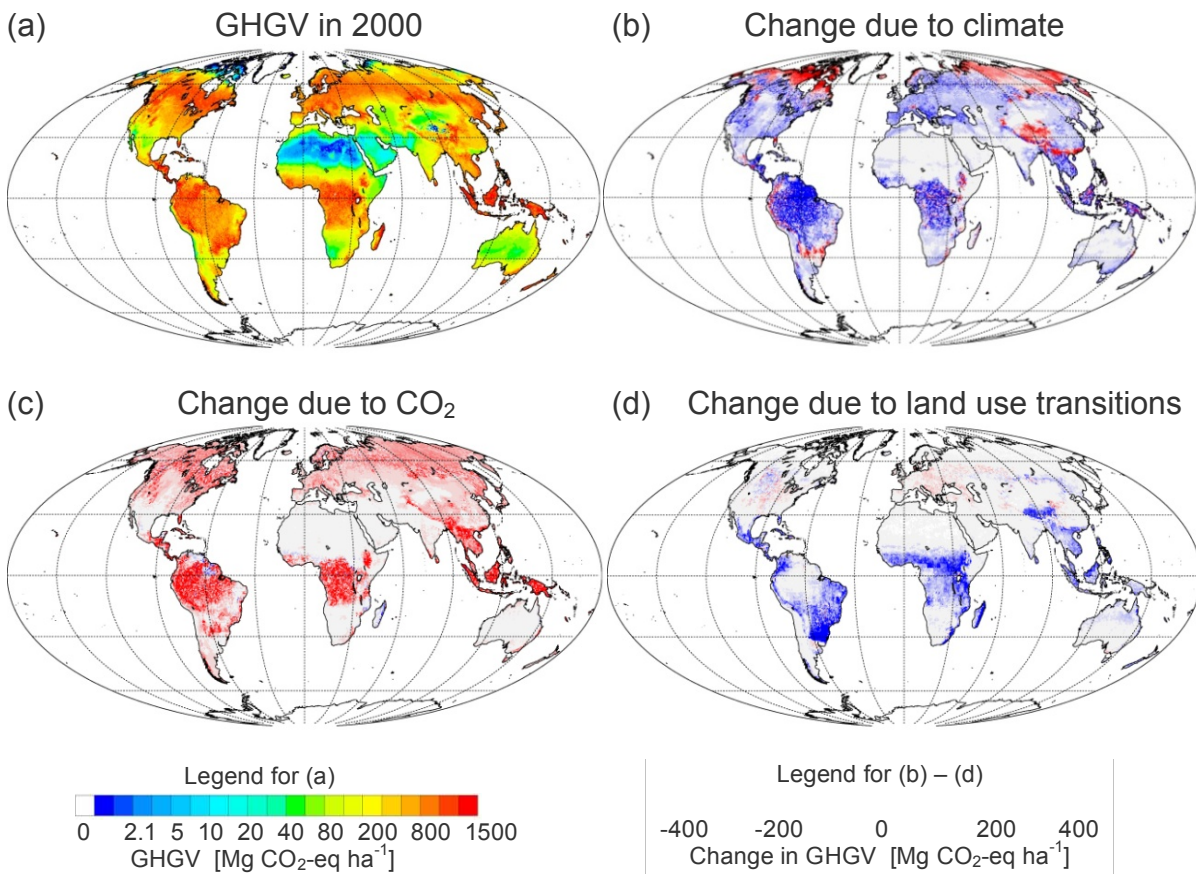 (a) GHGV in 2000
(b) Change due to climate
(c) Change due to CO₂
(d) Change due to land use transitions
Legend for (a)
0 2.1 5 10 20 40 80 200 800 1500
GHGV [Mg CO₂-eq ha⁻¹]
Legend for (b) – (d)
-400 -200 0 200 400
Change in GHGV [Mg CO₂-eq ha⁻¹]